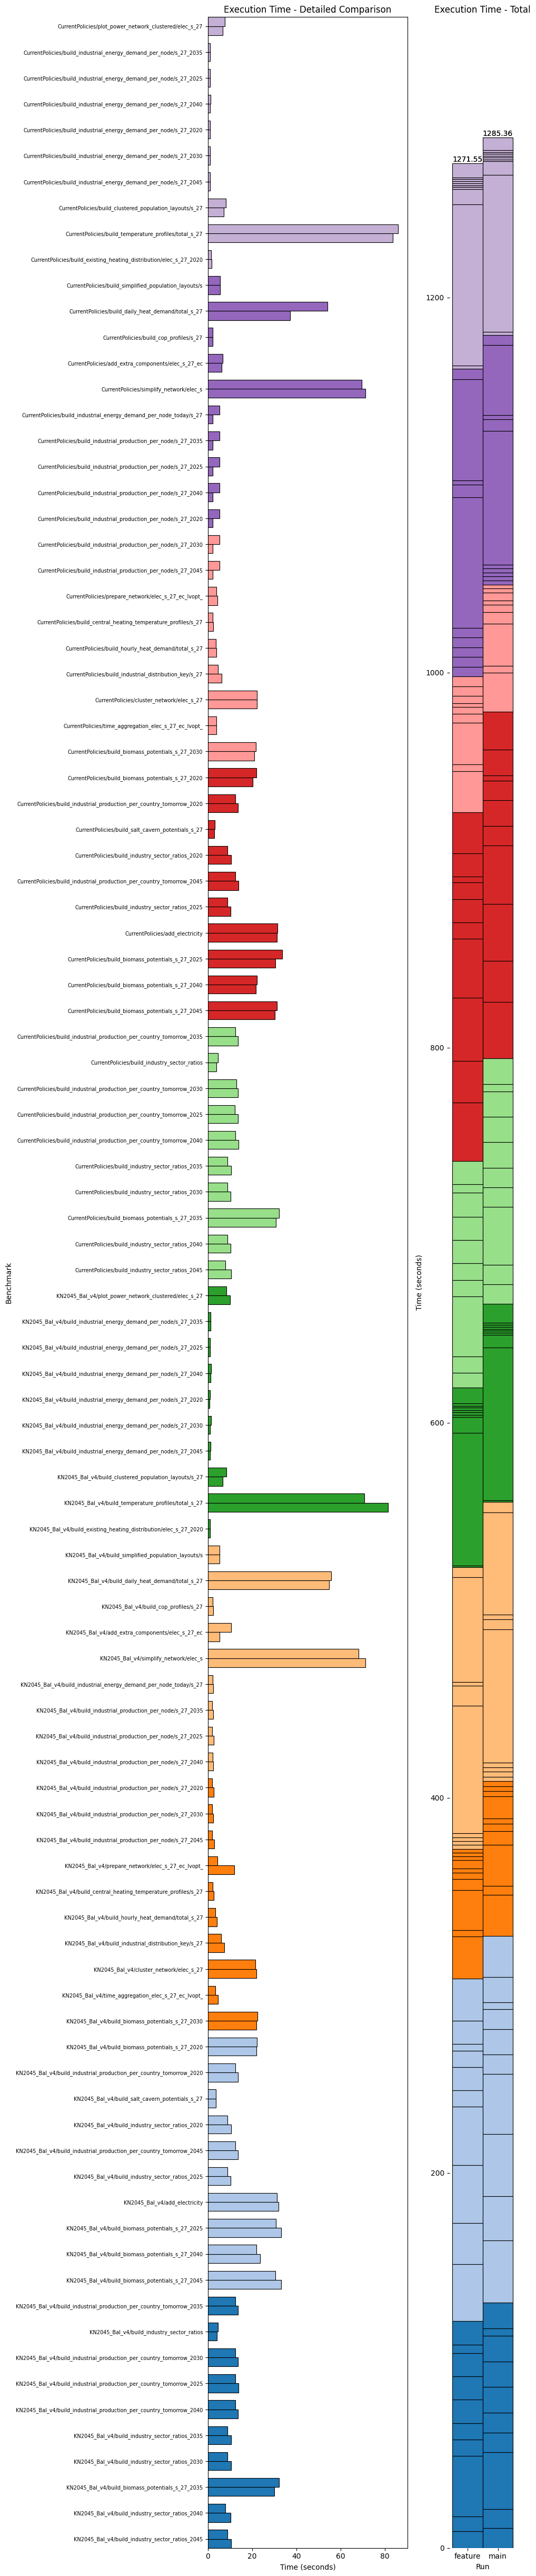 Execution Time - Detailed Comparison
Execution Time - Total
Benchmark
CurrentPolicies/plot_power_network_clustered/elec_s_27
CurrentPolicies/build_industrial_energy_demand_per_node/s_27_2035
CurrentPolicies/build_industrial_energy_demand_per_node/s_27_2025
CurrentPolicies/build_industrial_energy_demand_per_node/s_27_2040
CurrentPolicies/build_industrial_energy_demand_per_node/s_27_2020
CurrentPolicies/build_industrial_energy_demand_per_node/s_27_2030
CurrentPolicies/build_industrial_energy_demand_per_node/s_27_2045
CurrentPolicies/build_clustered_population_layouts/s_27
CurrentPolicies/build_temperature_profiles/total_s_27
CurrentPolicies/build_existing_heating_distribution/elec_s_27_2020
CurrentPolicies/build_simplified_population_layouts/s
CurrentPolicies/build_daily_heat_demand/total_s_27
CurrentPolicies/build_cop_profiles/s_27
CurrentPolicies/add_extra_components/elec_s_27_ec
CurrentPolicies/simplify_network/elec_s
CurrentPolicies/build_industrial_energy_demand_per_node_today/s_27
CurrentPolicies/build_industrial_production_per_node/s_27_2035
CurrentPolicies/build_industrial_production_per_node/s_27_2025
CurrentPolicies/build_industrial_production_per_node/s_27_2040
CurrentPolicies/build_industrial_production_per_node/s_27_2020
CurrentPolicies/build_industrial_production_per_node/s_27_2030
CurrentPolicies/build_industrial_production_per_node/s_27_2045
CurrentPolicies/prepare_network/elec_s_27_ec_lvopt_
CurrentPolicies/build_central_heating_temperature_profiles/s_27
CurrentPolicies/build_hourly_heat_demand/total_s_27
CurrentPolicies/build_industrial_distribution_key/s_27
CurrentPolicies/cluster_network/elec_s_27
CurrentPolicies/time_aggregation_elec_s_27_ec_lvopt_
CurrentPolicies/build_biomass_potentials_s_27_2030
CurrentPolicies/build_biomass_potentials_s_27_2020
CurrentPolicies/build_industrial_production_per_country_tomorrow_2020
CurrentPolicies/build_salt_cavern_potentials_s_27
CurrentPolicies/build_industry_sector_ratios_2020
CurrentPolicies/build_industrial_production_per_country_tomorrow_2045
CurrentPolicies/build_industry_sector_ratios_2025
CurrentPolicies/add_electricity
CurrentPolicies/build_biomass_potentials_s_27_2025
CurrentPolicies/build_biomass_potentials_s_27_2040
CurrentPolicies/build_biomass_potentials_s_27_2045
CurrentPolicies/build_industrial_production_per_country_tomorrow_2035
CurrentPolicies/build_industry_sector_ratios
CurrentPolicies/build_industrial_production_per_country_tomorrow_2030
CurrentPolicies/build_industrial_production_per_country_tomorrow_2025
CurrentPolicies/build_industrial_production_per_country_tomorrow_2040
CurrentPolicies/build_industry_sector_ratios_2035
CurrentPolicies/build_industry_sector_ratios_2030
CurrentPolicies/build_biomass_potentials_s_27_2035
CurrentPolicies/build_industry_sector_ratios_2040
CurrentPolicies/build_industry_sector_ratios_2045
KN2045_Bal_v4/plot_power_network_clustered/elec_s_27
KN2045_Bal_v4/build_industrial_energy_demand_per_node/s_27_2035
KN2045_Bal_v4/build_industrial_energy_demand_per_node/s_27_2025
KN2045_Bal_v4/build_industrial_energy_demand_per_node/s_27_2040
KN2045_Bal_v4/build_industrial_energy_demand_per_node/s_27_2020
KN2045_Bal_v4/build_industrial_energy_demand_per_node/s_27_2030
KN2045_Bal_v4/build_industrial_energy_demand_per_node/s_27_2045
KN2045_Bal_v4/build_clustered_population_layouts/s_27
KN2045_Bal_v4/build_temperature_profiles/total_s_27
KN2045_Bal_v4/build_existing_heating_distribution/elec_s_27_2020
KN2045_Bal_v4/build_simplified_population_layouts/s
KN2045_Bal_v4/build_daily_heat_demand/total_s_27
KN2045_Bal_v4/build_cop_profiles/s_27
KN2045_Bal_v4/add_extra_components/elec_s_27_ec
KN2045_Bal_v4/simplify_network/elec_s
KN2045_Bal_v4/build_industrial_energy_demand_per_node_today/s_27
KN2045_Bal_v4/build_industrial_production_per_node/s_27_2035
KN2045_Bal_v4/build_industrial_production_per_node/s_27_2025
KN2045_Bal_v4/build_industrial_production_per_node/s_27_2040
KN2045_Bal_v4/build_industrial_production_per_node/s_27_2020
KN2045_Bal_v4/build_industrial_production_per_node/s_27_2030
KN2045_Bal_v4/build_industrial_production_per_node/s_27_2045
KN2045_Bal_v4/prepare_network/elec_s_27_ec_lvopt_
KN2045_Bal_v4/build_central_heating_temperature_profiles/s_27
KN2045_Bal_v4/build_hourly_heat_demand/total_s_27
KN2045_Bal_v4/build_industrial_distribution_key/s_27
KN2045_Bal_v4/cluster_network/elec_s_27
KN2045_Bal_v4/time_aggregation_elec_s_27_ec_lvopt_
KN2045_Bal_v4/build_biomass_potentials_s_27_2030
KN2045_Bal_v4/build_biomass_potentials_s_27_2020
KN2045_Bal_v4/build_industrial_production_per_country_tomorrow_2020
KN2045_Bal_v4/build_salt_cavern_potentials_s_27
KN2045_Bal_v4/build_industry_sector_ratios_2020
KN2045_Bal_v4/build_industrial_production_per_country_tomorrow_2045
KN2045_Bal_v4/build_industry_sector_ratios_2025
KN2045_Bal_v4/add_electricity
KN2045_Bal_v4/build_biomass_potentials_s_27_2025
KN2045_Bal_v4/build_biomass_potentials_s_27_2040
KN2045_Bal_v4/build_biomass_potentials_s_27_2045
KN2045_Bal_v4/build_industrial_production_per_country_tomorrow_2035
KN2045_Bal_v4/build_industry_sector_ratios
KN2045_Bal_v4/build_industrial_production_per_country_tomorrow_2030
KN2045_Bal_v4/build_industrial_production_per_country_tomorrow_2025
KN2045_Bal_v4/build_industrial_production_per_country_tomorrow_2040
KN2045_Bal_v4/build_industry_sector_ratios_2035
KN2045_Bal_v4/build_industry_sector_ratios_2030
KN2045_Bal_v4/build_biomass_potentials_s_27_2035
KN2045_Bal_v4/build_industry_sector_ratios_2040
KN2045_Bal_v4/build_industry_sector_ratios_2045
0 20 40 60 80
Time (seconds)
1285.36
1271.55
1200
1000
800
600
400
200
0
Time (seconds)
feature main
Run